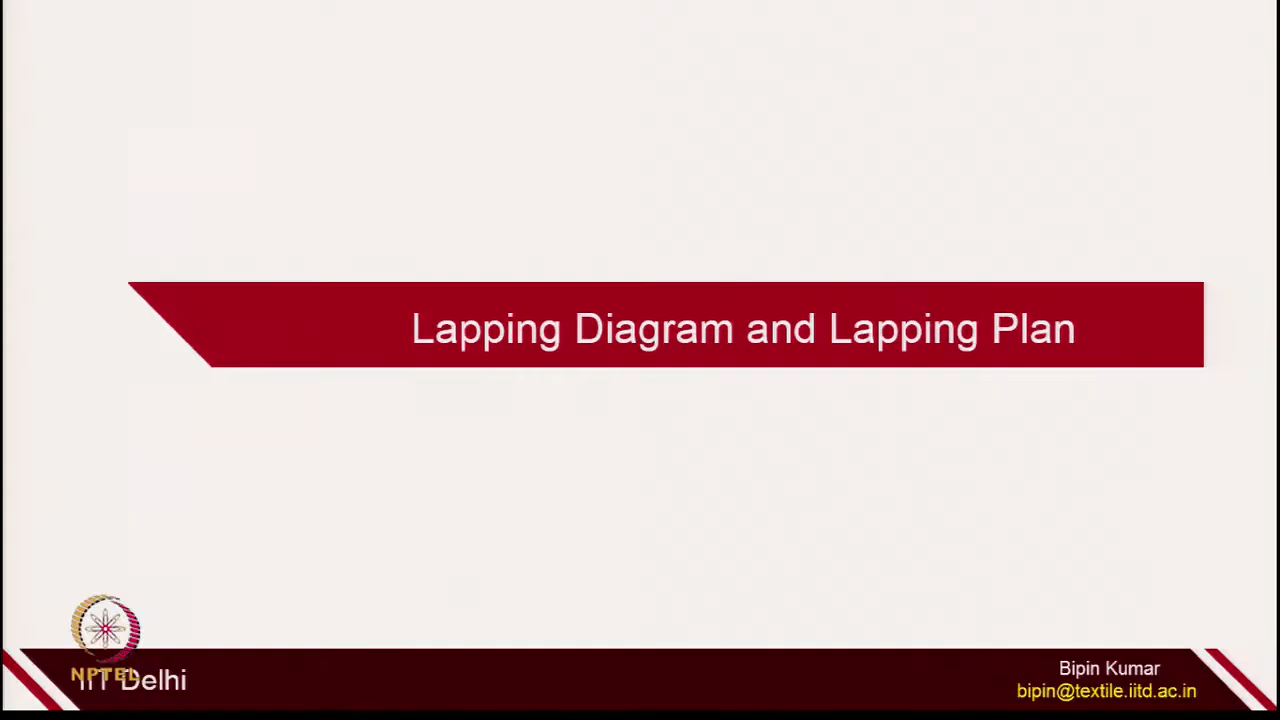 Lapping Diagram and Lapping Plan
NPTEL
IIT Delhi
Bipin Kumar
bipin@textile.iitd.ac.in